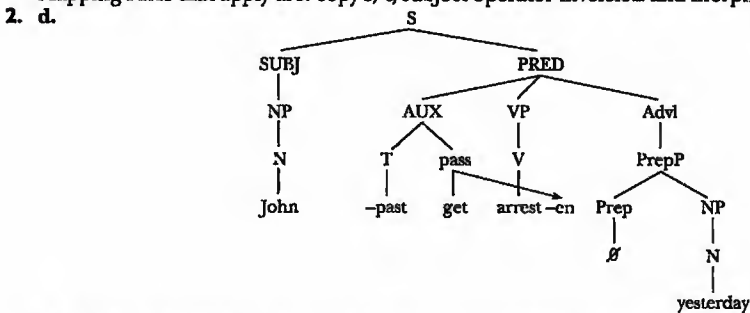 2. d.
S
SUBJ PRED
NP AUX VP Advl
N T pass V PrepP
John –past get arrest –en Prep NP
Ø N
yesterday